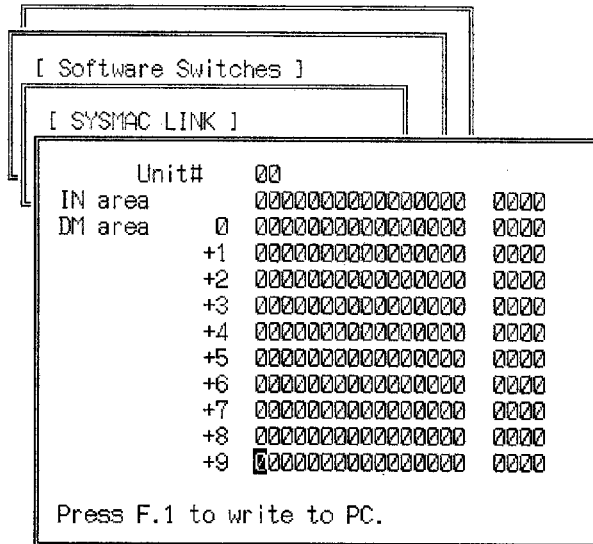 [ Software Switches ]
[ SYSMAC LINK ]
Unit# 00
IN area 0000000000000000 0000
DM area 0 0000000000000000 0000
+1 0000000000000000 0000
+2 0000000000000000 0000
+3 0000000000000000 0000
+4 0000000000000000 0000
+5 0000000000000000 0000
+6 0000000000000000 0000
+7 0000000000000000 0000
+8 0000000000000000 0000
+9 0000000000000000 0000
Press F.1 to write to PC.